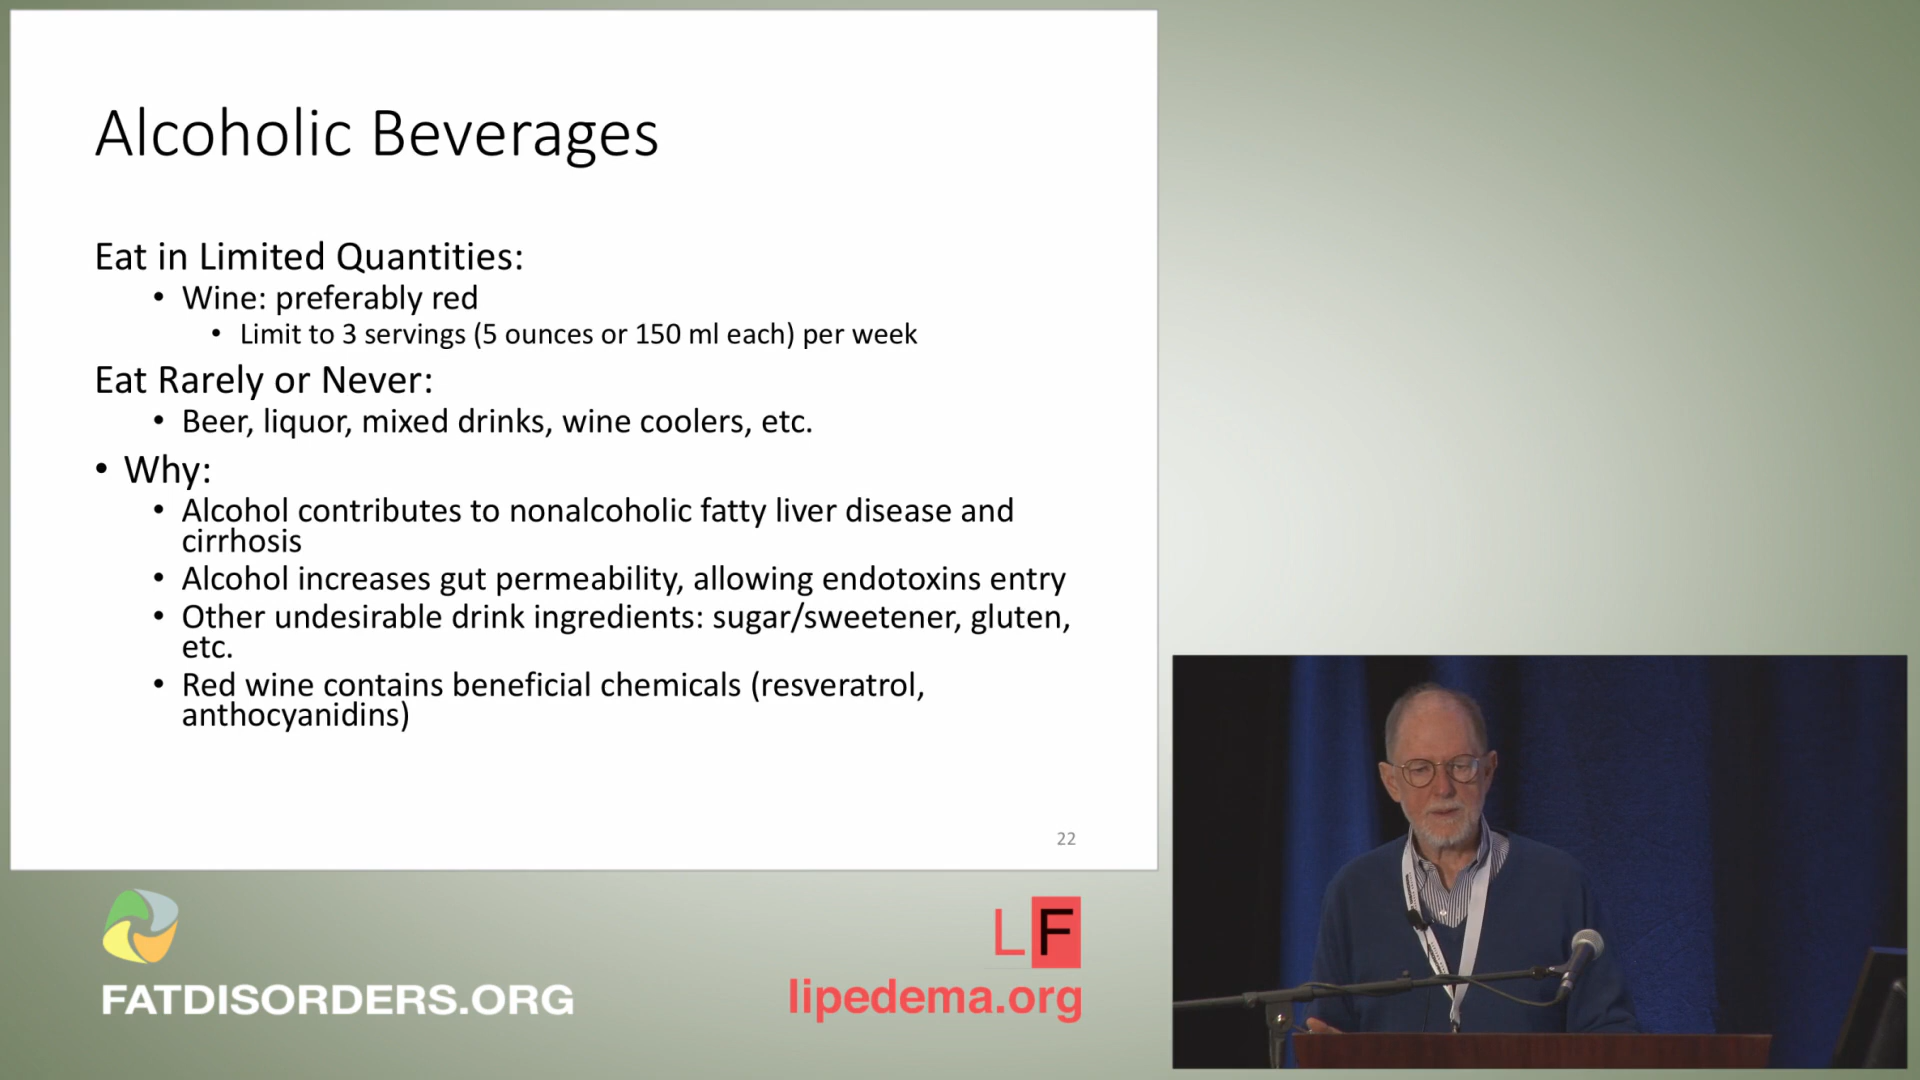 Alcoholic Beverages
Eat in Limited Quantities:
• Wine: preferably red
• Limit to 3 servings (5 ounces or 150 ml each) per week
Eat Rarely or Never:
• Beer, liquor, mixed drinks, wine coolers, etc.
• Why:
• Alcohol contributes to nonalcoholic fatty liver disease and
cirrhosis
• Alcohol increases gut permeability, allowing endotoxins entry
• Other undesirable drink ingredients: sugar/sweetener, gluten,
etc.
• Red wine contains beneficial chemicals (resveratrol,
anthocyanidins)
22
FATDISORDERS.ORG
LF
lipedema.org